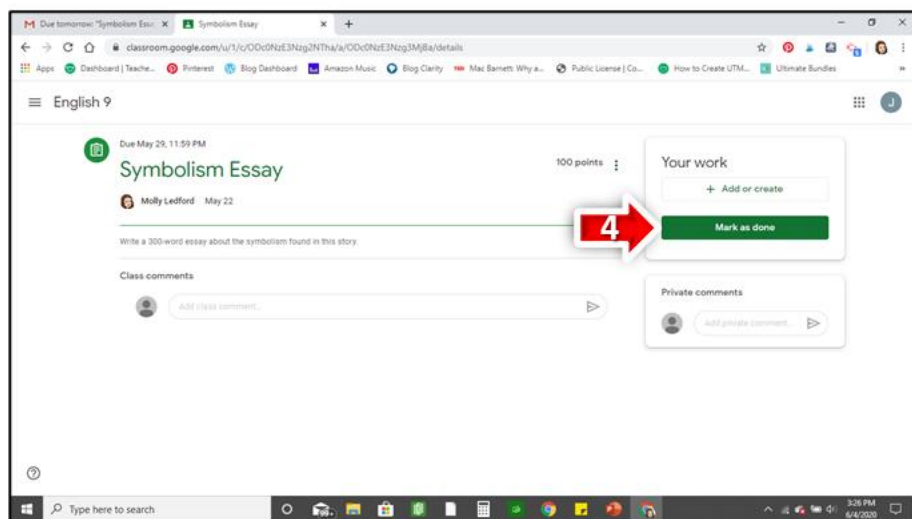 Due tomorrow: "Symbolism Essa
Symbolism Essay
classroom.google.com/u/1/c/ODc0NzE3Nzg2NTha/a/ODc0NzE3Nzg3MjBa/details
Apps Dashboard | Teache... Pinterest Blog Dashboard Amazon Music Blog Clarity Mac Barnett: Why a... Public License | Co... How to Create UTM... Ultimate Bundles
English 9
J
Due May 29, 11:59 PM
Symbolism Essay
100 points
Molly Ledford May 22
Write a 300-word essay about the symbolism found in this story.
Class comments
Add class comment...
Your work
+ Add or create
4
Mark as done
Private comments
Add private comment...
Type here to search
3:26 PM
6/4/2020